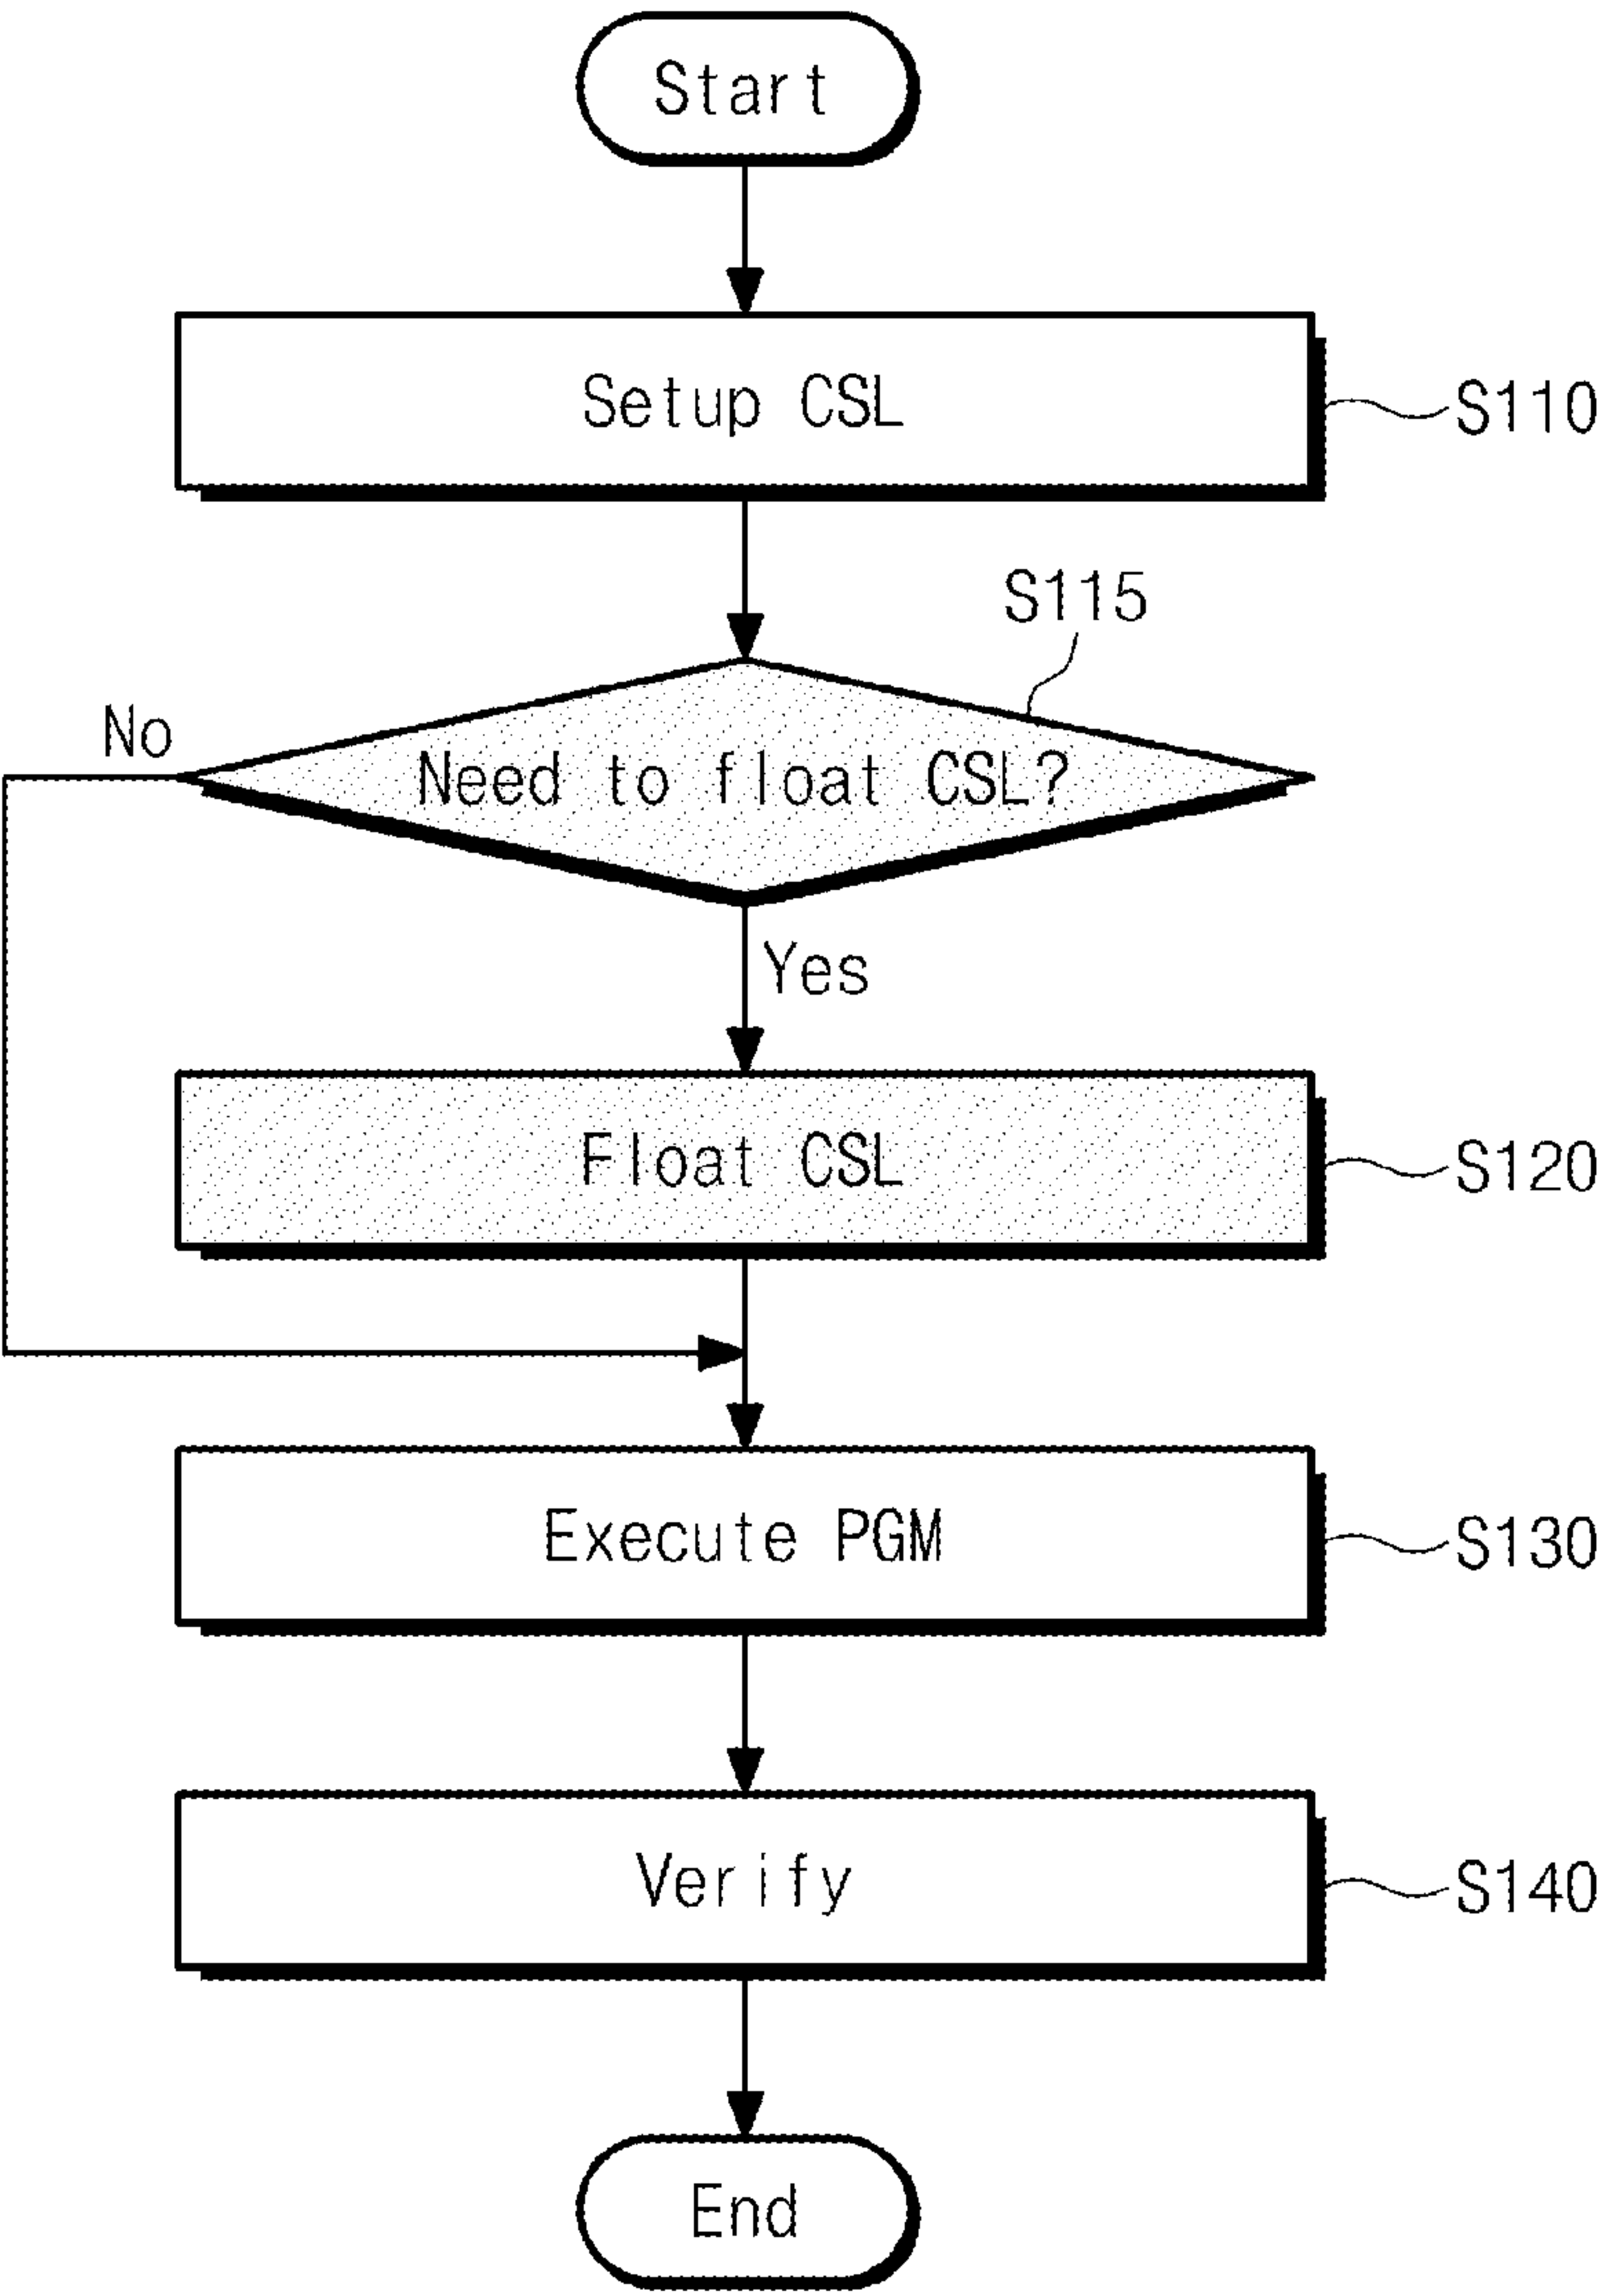 Start
Setup CSL
S110
S115
Need to float CSL?
No
Yes
Float CSL
S120
Execute PGM
S130
Verify
S140
End